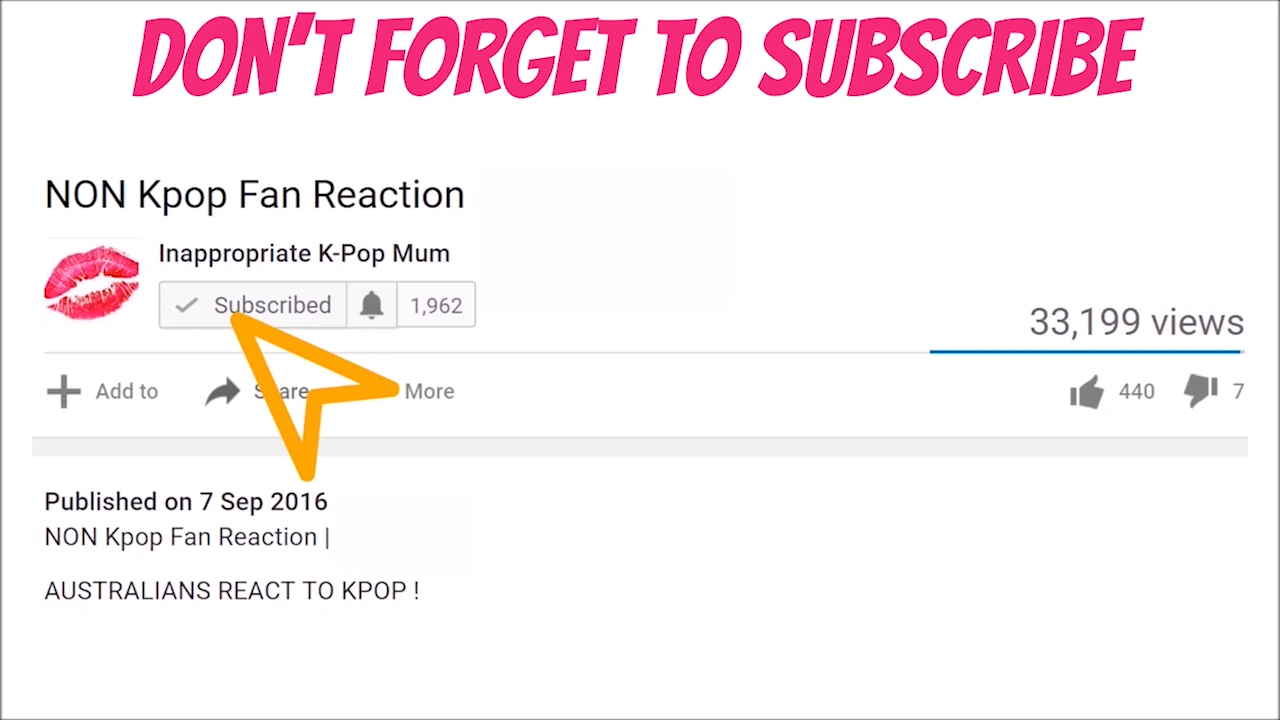 DON'T FORGET TO SUBSCRIBE
NON Kpop Fan Reaction
Inappropriate K-Pop Mum
Subscribed 1,962
33,199 views
Add to Share More 440 7
Published on 7 Sep 2016
NON Kpop Fan Reaction |
AUSTRALIANS REACT TO KPOP !